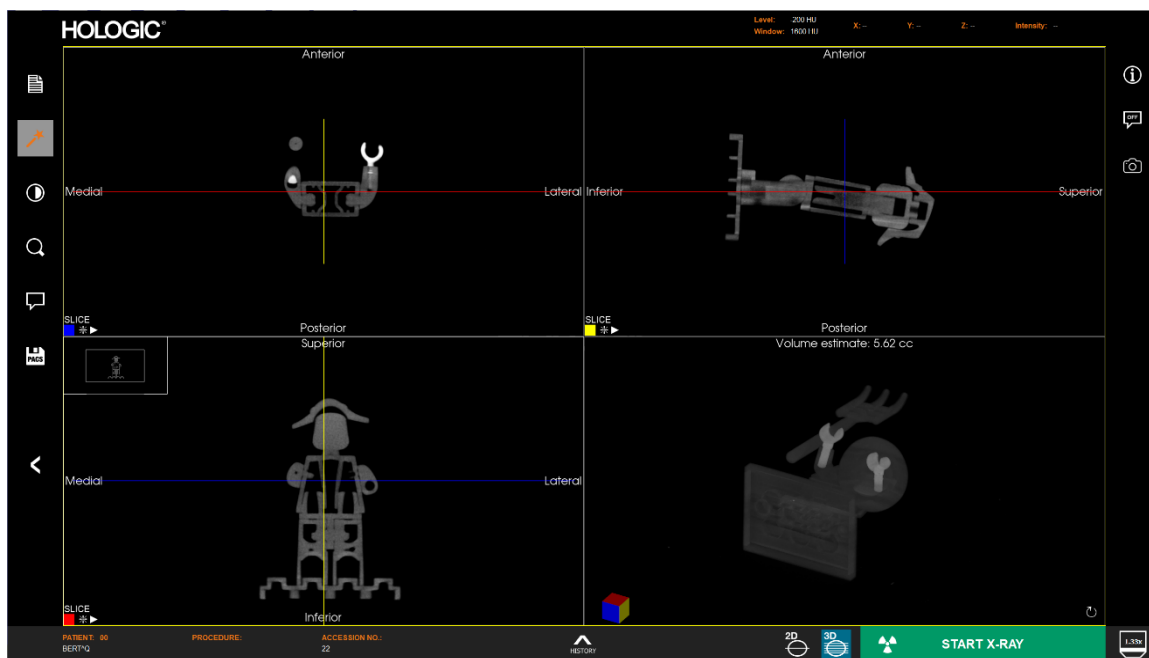 HOLOGIC®
Level: -200 HU
Window: 1600 HU
X: –
Y: –
Z: –
Intensity: –
Anterior
Medial
Lateral
SLICE
Posterior
Anterior
Inferior
Superior
SLICE
Posterior
OFF
PACS
Superior
Medial
Lateral
SLICE
Inferior
Volume estimate: 5.62 cc
PATIENT: 00
BERT^Q
PROCEDURE:
ACCESSION NO.:
22
HISTORY
2D
3D
START X-RAY
1.33x